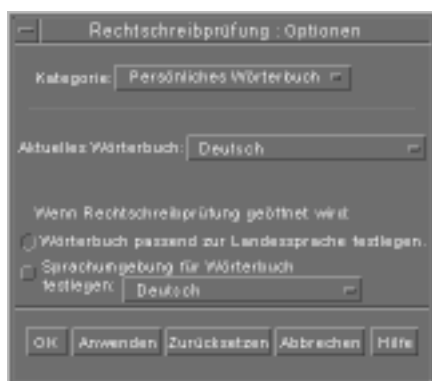 Rechtschreibprüfung : Optionen
Kategorie: Persönliches Wörterbuch
Aktuelles Wörterbuch: Deutsch
Wenn Rechtschreibprüfung geöffnet wird:
Wörterbuch passend zur Landessprache festlegen.
Sprachumgebung für Wörterbuch
festlegen: Deutsch
OK Anwenden Zurücksetzen Abbrechen Hilfe